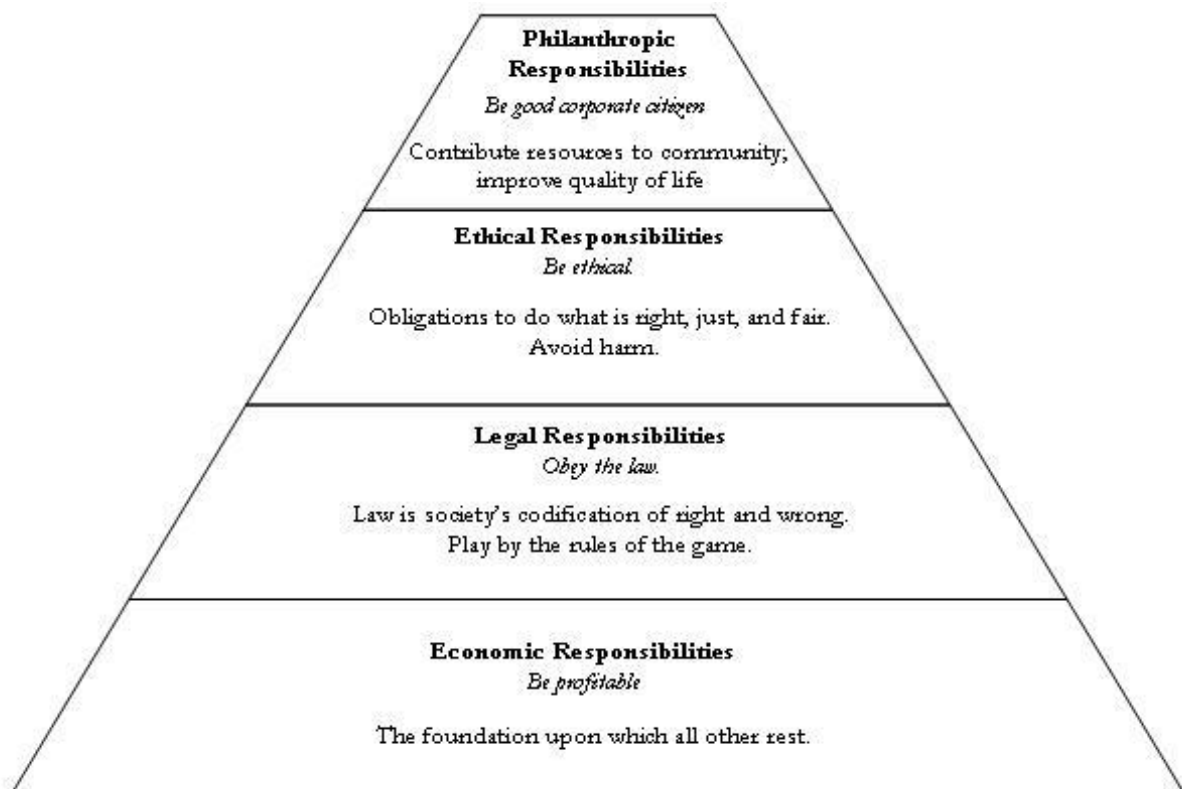 Philanthropic
Responsibilities
Be good corporate citizen
Contribute resources to community;
improve quality of life
Ethical Responsibilities
Be ethical.
Obligations to do what is right, just, and fair.
Avoid harm.
Legal Responsibilities
Obey the law.
Law is society's codification of right and wrong.
Play by the rules of the game.
Economic Responsibilities
Be profitable
The foundation upon which all other rest.